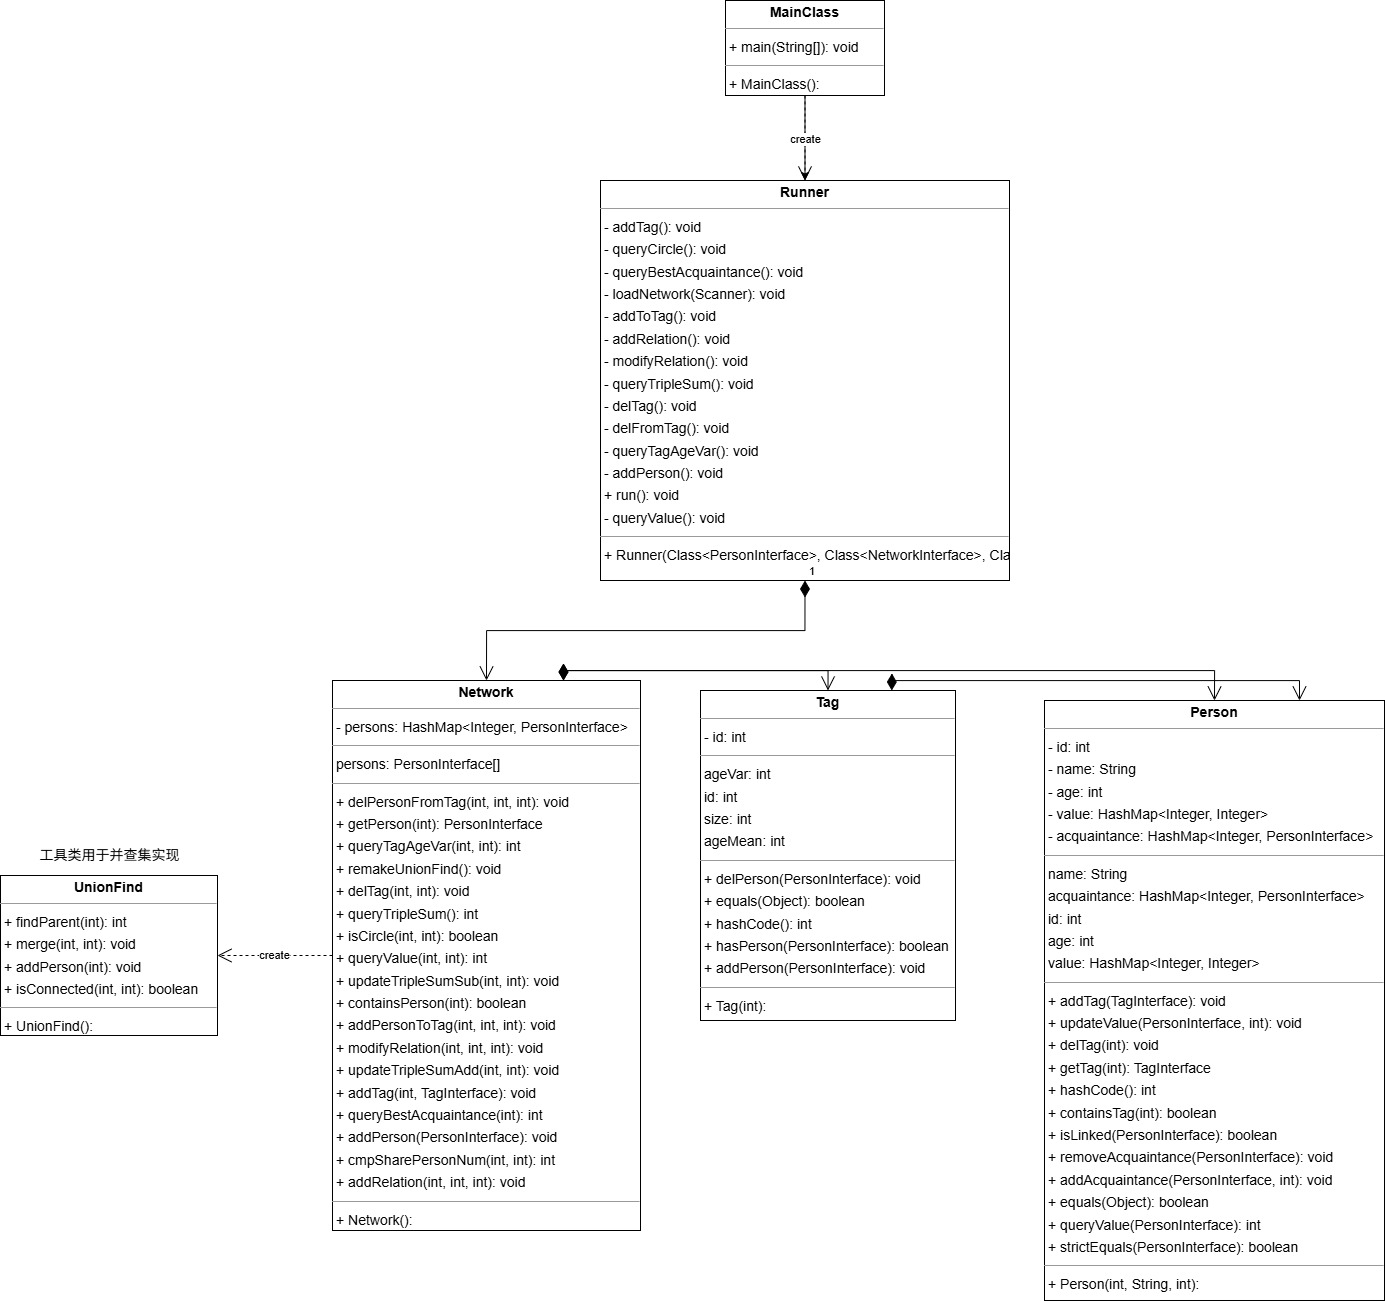 MainClass
+ main(String[]): void
+ MainClass():
create
Runner
- addTag(): void
- queryCircle(): void
- queryBestAcquaintance(): void
- loadNetwork(Scanner): void
- addToTag(): void
- addRelation(): void
- modifyRelation(): void
- queryTripleSum(): void
- delTag(): void
- delFromTag(): void
- queryTagAgeVar(): void
- addPerson(): void
+ run(): void
- queryValue(): void
+ Runner(Class<PersonInterface>, Class<NetworkInterface>, Cla
1
工具类用于并查集实现
UnionFind
+ findParent(int): int
+ merge(int, int): void
+ addPerson(int): void
+ isConnected(int, int): boolean
+ UnionFind():
create
Network
- persons: HashMap<Integer, PersonInterface>
persons: PersonInterface[]
+ delPersonFromTag(int, int, int): void
+ getPerson(int): PersonInterface
+ queryTagAgeVar(int, int): int
+ remakeUnionFind(): void
+ delTag(int, int): void
+ queryTripleSum(): int
+ isCircle(int, int): boolean
+ queryValue(int, int): int
+ updateTripleSumSub(int, int): void
+ containsPerson(int): boolean
+ addPersonToTag(int, int, int): void
+ modifyRelation(int, int, int): void
+ updateTripleSumAdd(int, int): void
+ addTag(int, TagInterface): void
+ queryBestAcquaintance(int): int
+ addPerson(PersonInterface): void
+ cmpSharePersonNum(int, int): int
+ addRelation(int, int, int): void
+ Network():
Tag
- id: int
ageVar: int
id: int
size: int
ageMean: int
+ delPerson(PersonInterface): void
+ equals(Object): boolean
+ hashCode(): int
+ hasPerson(PersonInterface): boolean
+ addPerson(PersonInterface): void
+ Tag(int):
Person
- id: int
- name: String
- age: int
- value: HashMap<Integer, Integer>
- acquaintance: HashMap<Integer, PersonInterface>
name: String
acquaintance: HashMap<Integer, PersonInterface>
id: int
age: int
value: HashMap<Integer, Integer>
+ addTag(TagInterface): void
+ updateValue(PersonInterface, int): void
+ delTag(int): void
+ getTag(int): TagInterface
+ hashCode(): int
+ containsTag(int): boolean
+ isLinked(PersonInterface): boolean
+ removeAcquaintance(PersonInterface): void
+ addAcquaintance(PersonInterface, int): void
+ equals(Object): boolean
+ queryValue(PersonInterface): int
+ strictEquals(PersonInterface): boolean
+ Person(int, String, int):